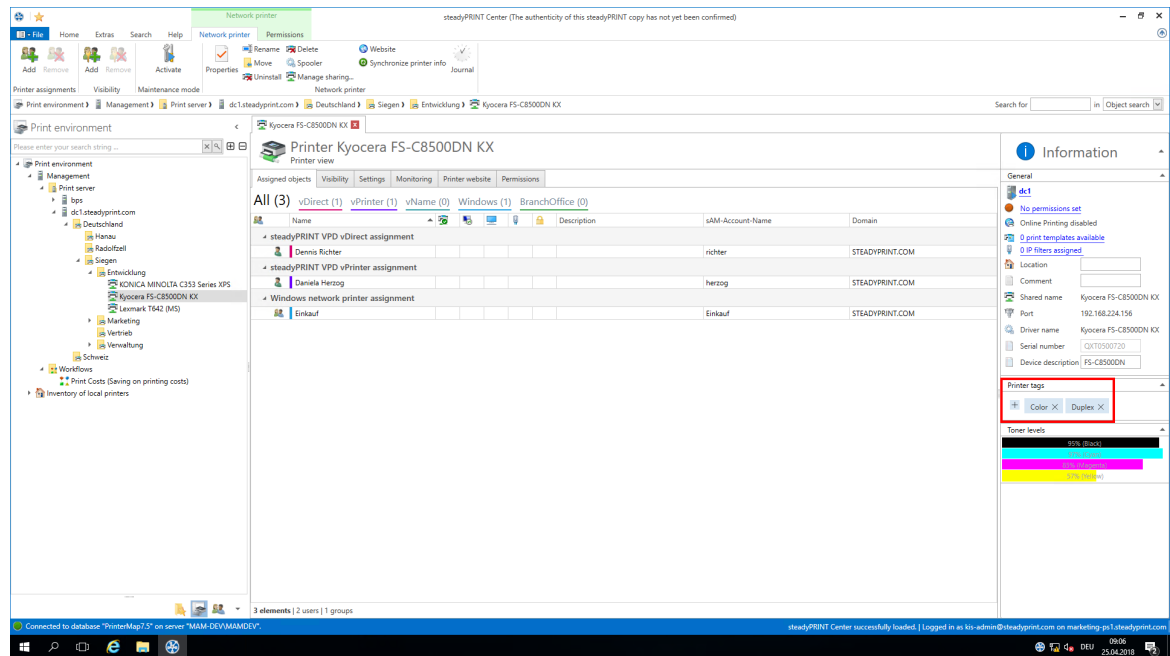 Network printer
steadyPRINT Center (The authenticity of this steadyPRINT copy has not yet been confirmed)
File Home Extras Search Help Network printer Permissions
Add Remove Add Remove Activate Properties
Rename Delete Website
Move Spooler Synchronize printer info
Uninstall Manage sharing...
Journal
Printer assignments Visibility Maintenance mode Network printer
Print environment Management Print server dc1.steadyprint.com Deutschland Siegen Entwicklung Kyocera FS-C8500DN KX
Search for in Object search
Print environment
Please enter your search string ...
Print environment
Management
Print server
bps
dc1.steadyprint.com
Deutschland
Hanau
Radolfzell
Siegen
Entwicklung
KONICA MINOLTA C353 Series XPS
Kyocera FS-C8500DN KX
Lexmark T642 (MS)
Marketing
Vertrieb
Verwaltung
Schweiz
Workflows
Print Costs (Saving on printing costs)
Inventory of local printers
Kyocera FS-C8500DN KX
Printer Kyocera FS-C8500DN KX
Printer view
Assigned objects Visibility Settings Monitoring Printer website Permissions
All (3) vDirect (1) vPrinter (1) vName (0) Windows (1) BranchOffice (0)
Name Description sAM-Account-Name Domain
steadyPRINT VPD vDirect assignment
Dennis Richter richter STEADYPRINT.COM
steadyPRINT VPD vPrinter assignment
Daniela Herzog herzog STEADYPRINT.COM
Windows network printer assignment
Einkauf Einkauf STEADYPRINT.COM
3 elements | 2 users | 1 groups
Information
General
dc1
No permissions set
Online Printing disabled
0 print templates available
0 IP filters assigned
Location
Comment
Shared name Kyocera FS-C8500DN KX
Port 192.168.224.156
Driver name Kyocera FS-C8500DN KX
Serial number QXT0500720
Device description FS-C8500DN
Printer tags
Color Duplex
Toner levels
95% (Black)
85% (Magenta)
57% (Yellow)
Connected to database "PrinterMap7.5" on server "MAM-DEV\MAMDEV".
steadyPRINT Center successfully loaded. | Logged in as kis-admin@steadyprint.com on marketing-ps1.steadyprint.com
DEU
09:06
25.04.2018